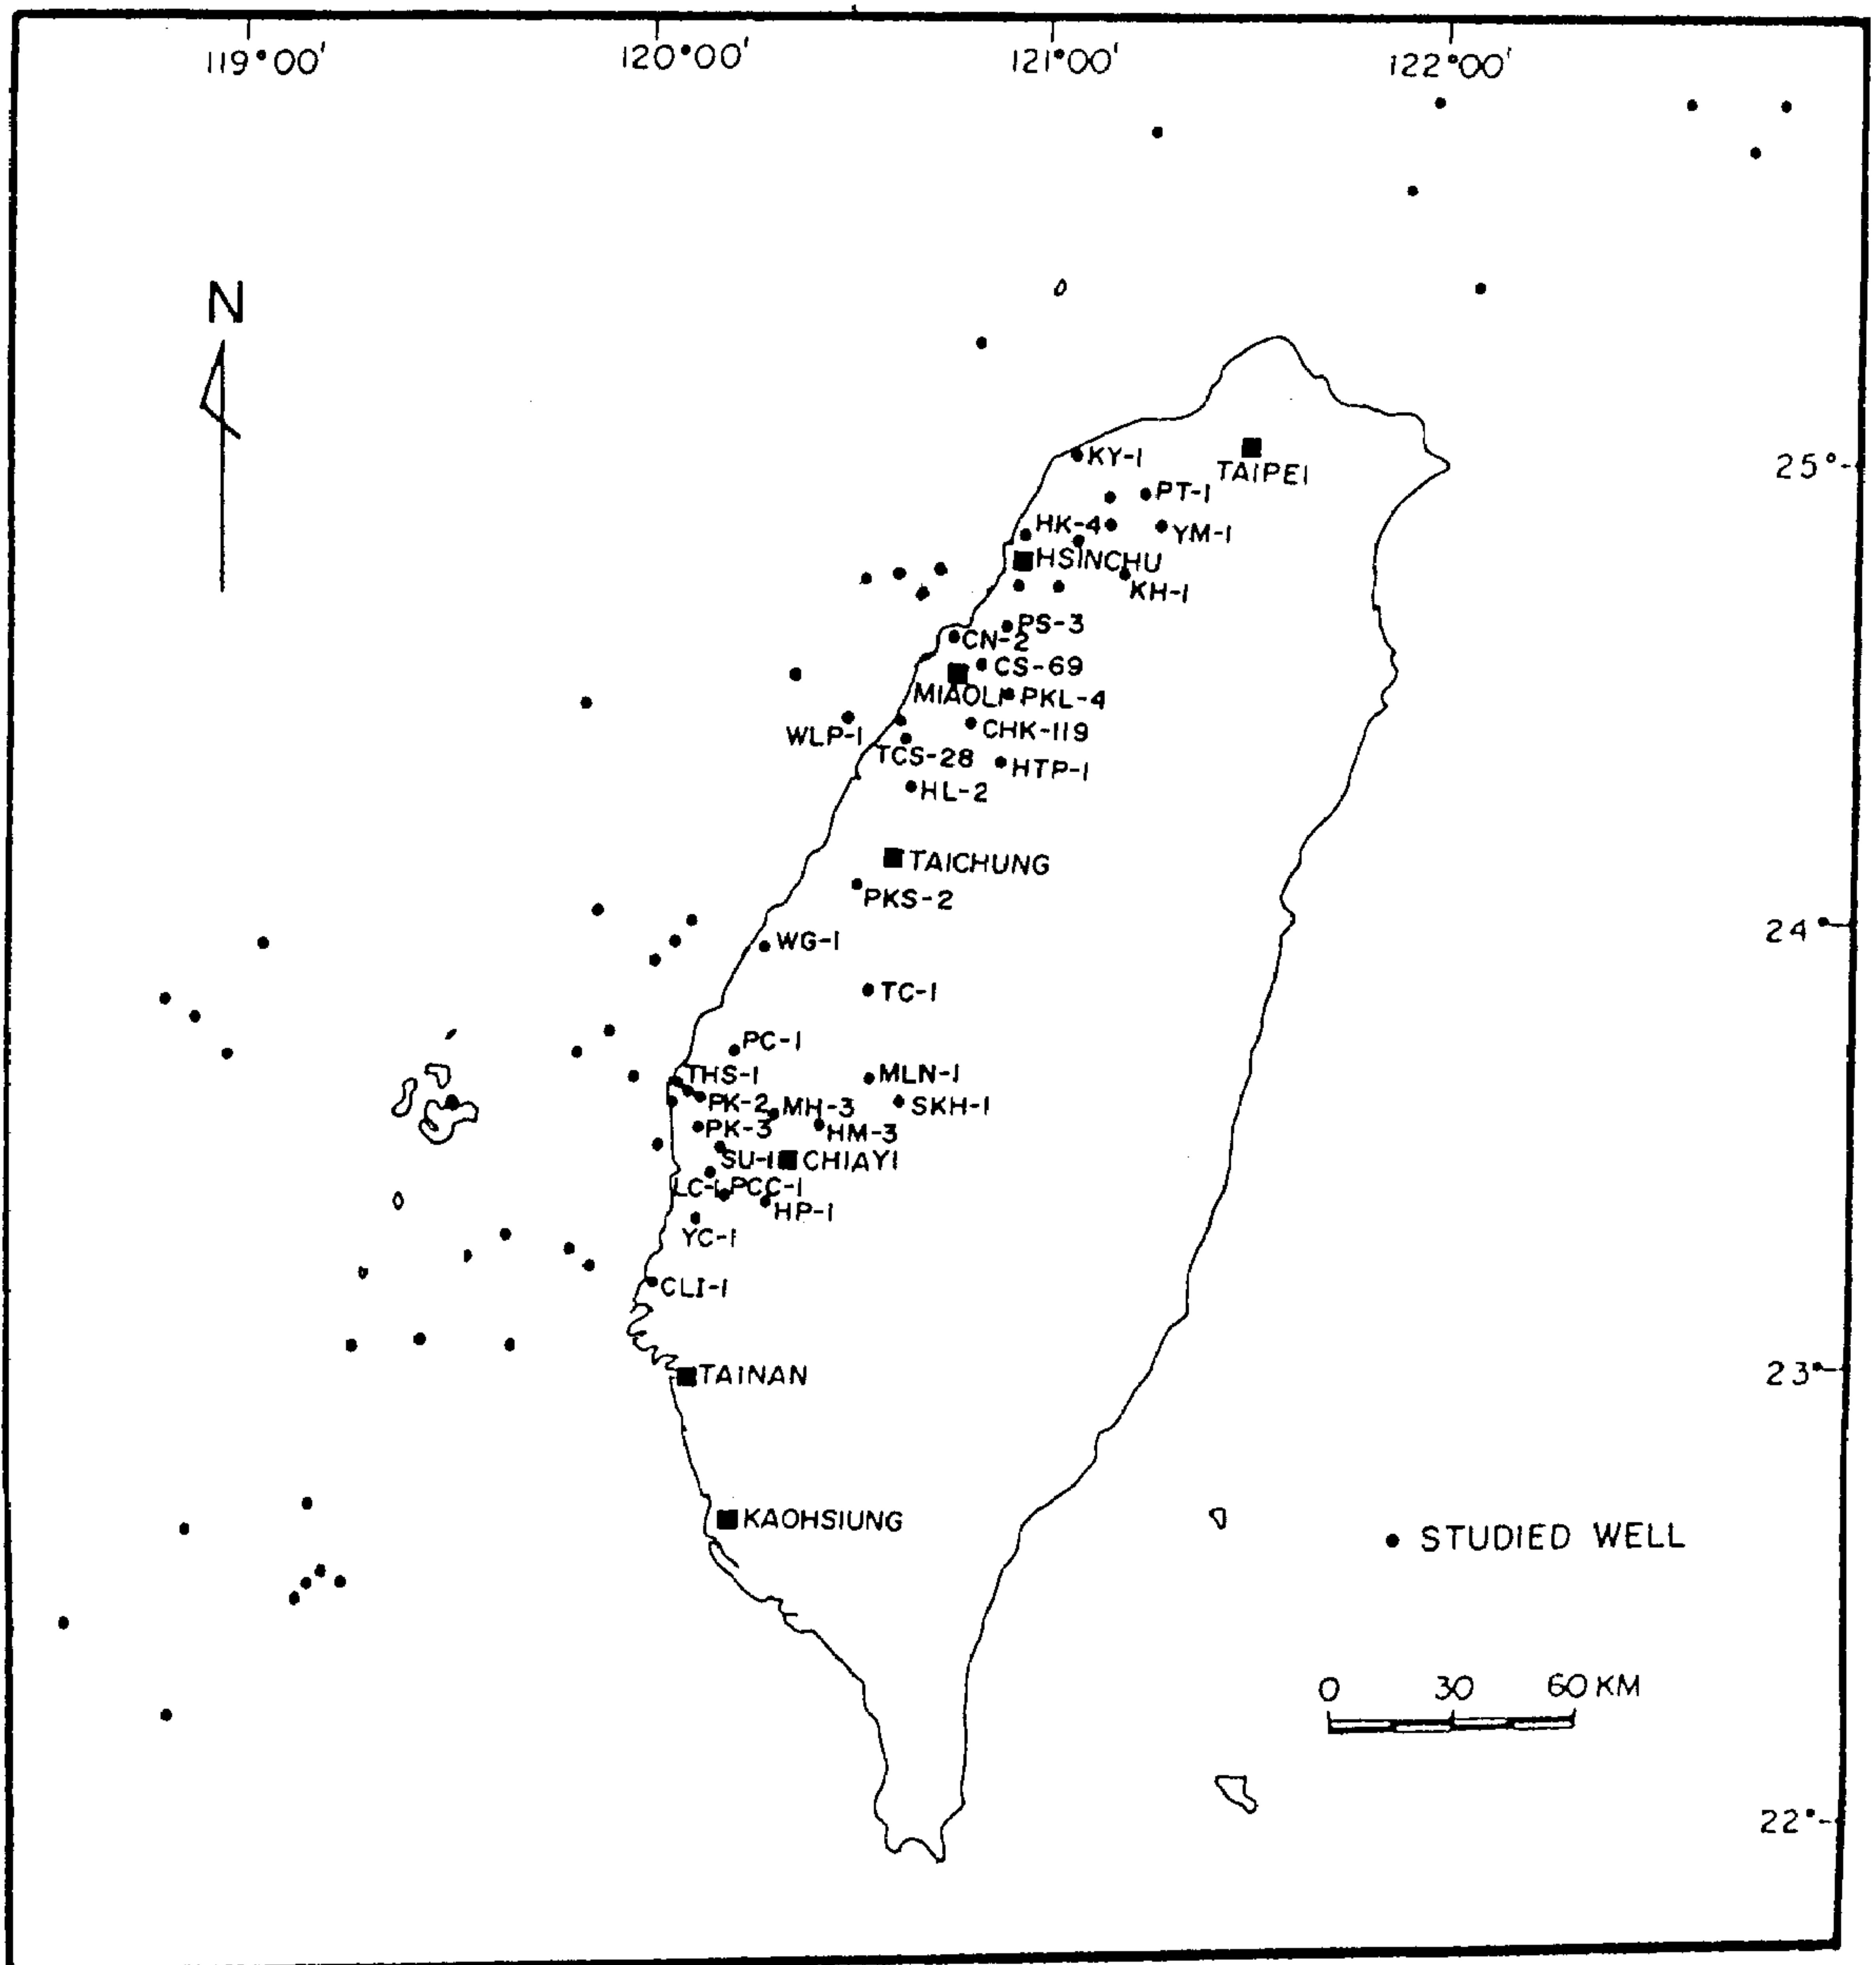 119°00' 120°00' 121°00' 122°00'
N
KY-1
TAIPEI
25°
PT-1
HK-4
YM-1
HSINCHU
KH-1
PS-3
CN-2
CS-69
MIAOLI
PKL-4
WLP-1
CHK-119
TCS-28
HTP-1
HL-2
TAICHUNG
PKS-2
24°
WG-1
TC-1
PC-1
THS-1
MLN-1
PK-2
MH-3
SKH-1
PK-3
HM-3
SU-1
CHIAYI
LC-1
PCC-1
HP-1
YC-1
CLI-1
23°
TAINAN
KAOHSIUNG
STUDIED WELL
0 30 60 KM
22°